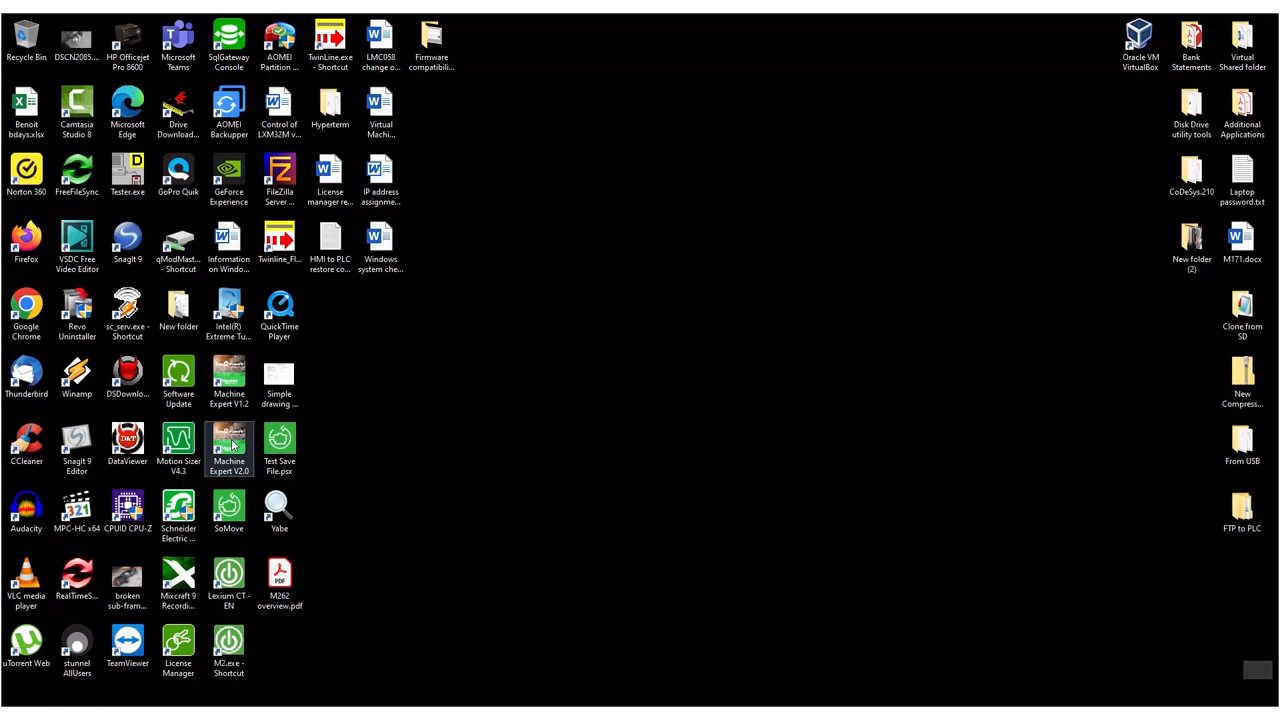 Recycle Bin
DSCN2085....
HP Officejet
Pro 8600
Microsoft
Teams
SqlGateway
Console
AOMEI
Partition ...
TwinLine.exe
- Shortcut
LMC058
change o...
Firmware
compatibili...
Oracle VM
VirtualBox
Bank
Statements
Virtual
Shared folder
Benoit
bdays.xlsx
Camtasia
Studio 8
Microsoft
Edge
Drive
Download...
AOMEI
Backupper
Control of
LXM32M v...
Hyperterm
Virtual
Machi...
Disk Drive
utility tools
Additional
Applications
Norton 360
FreeFileSync
Tester.exe
GoPro Quik
GeForce
Experience
FileZilla
Server ...
License
manager re...
IP address
assignme...
CoDeSys.210
Laptop
password.txt
Firefox
VSDC Free
Video Editor
SnagIt 9
qModMast...
- Shortcut
Information
on Windo...
Twinline_Fl...
HMI to PLC
restore co...
Windows
system che...
New folder
(2)
M171.docx
Google
Chrome
Revo
Uninstaller
sc_serv.exe -
Shortcut
New folder
Intel(R)
Extreme Tu...
QuickTime
Player
Clone from
SD
Thunderbird
Winamp
DSDownlo...
Software
Update
Machine
Expert V1.2
Simple
drawing ...
New
Compress...
CCleaner
SnagIt 9
Editor
DAT
DataViewer
Motion Sizer
V4.3
Machine
Expert V2.0
Test Save
File.psx
From USB
Audacity
321
MPC-HC x64
CPUID CPU-Z
Schneider
Electric ...
SoMove
Yabe
FTP to PLC
VLC media
player
RealTimeS...
broken
sub-fram...
Mixcraft 9
Recordi...
Lexium CT -
EN
PDF
M262
overview.pdf
uTorrent Web
stunnel
AllUsers
TeamViewer
License
Manager
M2.exe -
Shortcut